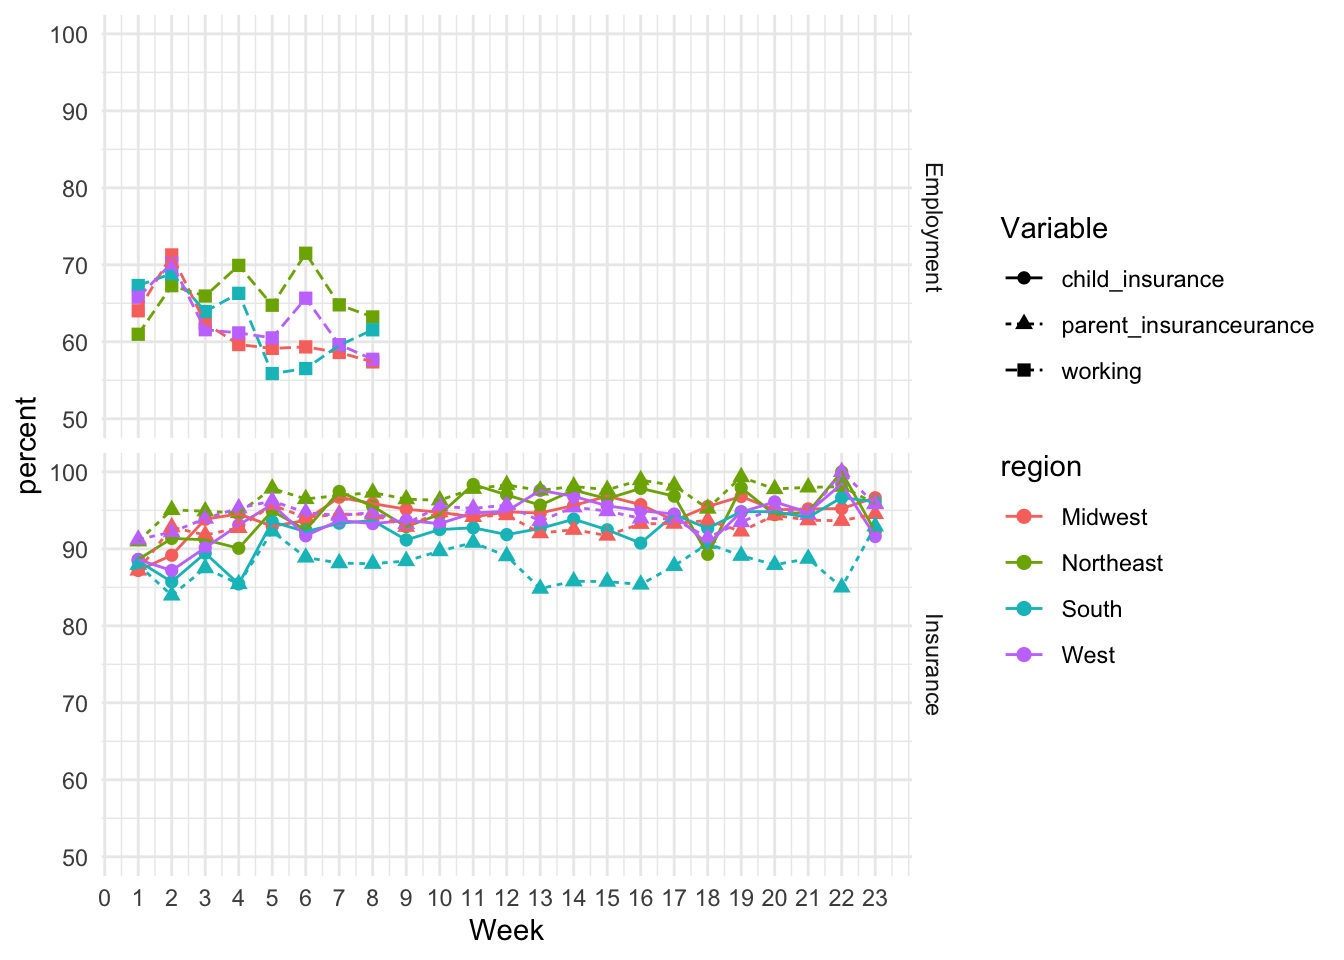 100
90
80
70
60
50
Employment
100
90
80
70
60
50
Insurance
percent
0 1 2 3 4 5 6 7 8 9 10 11 12 13 14 15 16 17 18 19 20 21 22 23
Week
Variable
child_insurance
parent_insuranceurance
working
region
Midwest
Northeast
South
West